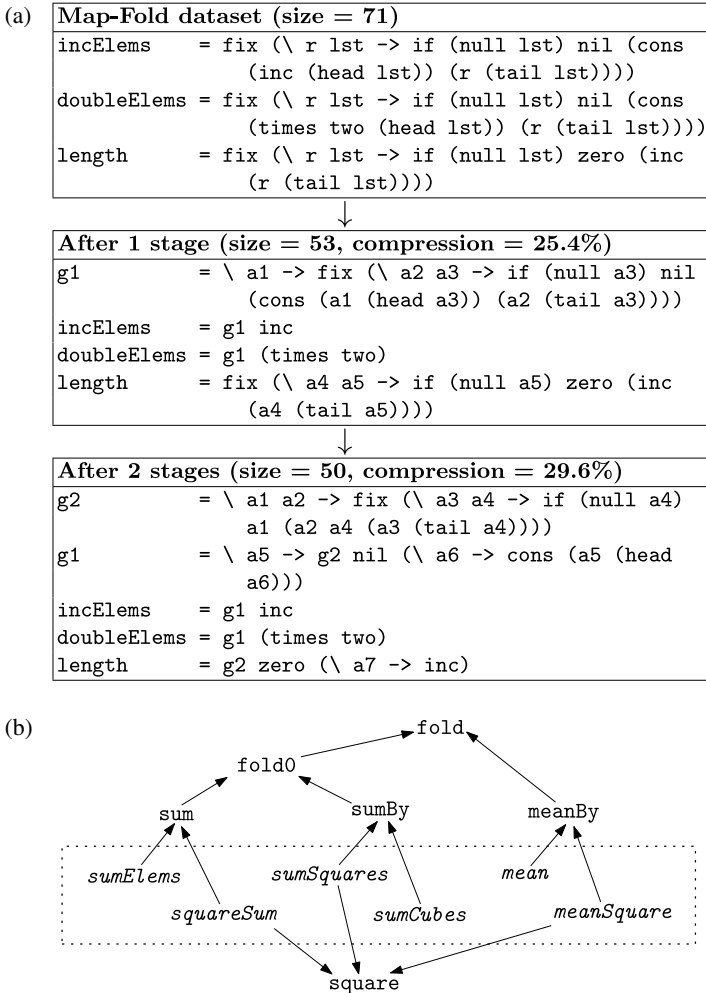 (a)
Map-Fold dataset (size = 71)
incElems = fix (\ r lst -> if (null lst) nil (cons
(inc (head lst)) (r (tail lst))))
doubleElems = fix (\ r lst -> if (null lst) nil (cons
(times two (head lst)) (r (tail lst))))
length = fix (\ r lst -> if (null lst) zero (inc
(r (tail lst))))
↓
After 1 stage (size = 53, compression = 25.4%)
g1 = \ a1 -> fix (\ a2 a3 -> if (null a3) nil
(cons (a1 (head a3)) (a2 (tail a3))))
incElems = g1 inc
doubleElems = g1 (times two)
length = fix (\ a4 a5 -> if (null a5) zero (inc
(a4 (tail a5))))
↓
After 2 stages (size = 50, compression = 29.6%)
g2 = \ a1 a2 -> fix (\ a3 a4 -> if (null a4)
a1 (a2 a4 (a3 (tail a4))))
g1 = \ a5 -> g2 nil (\ a6 -> cons (a5 (head
a6)))
incElems = g1 inc
doubleElems = g1 (times two)
length = g2 zero (\ a7 -> inc)
(b)
fold
fold0
sum sumBy meanBy
sumElems sumSquares mean
squareSum sumCubes meanSquare
square